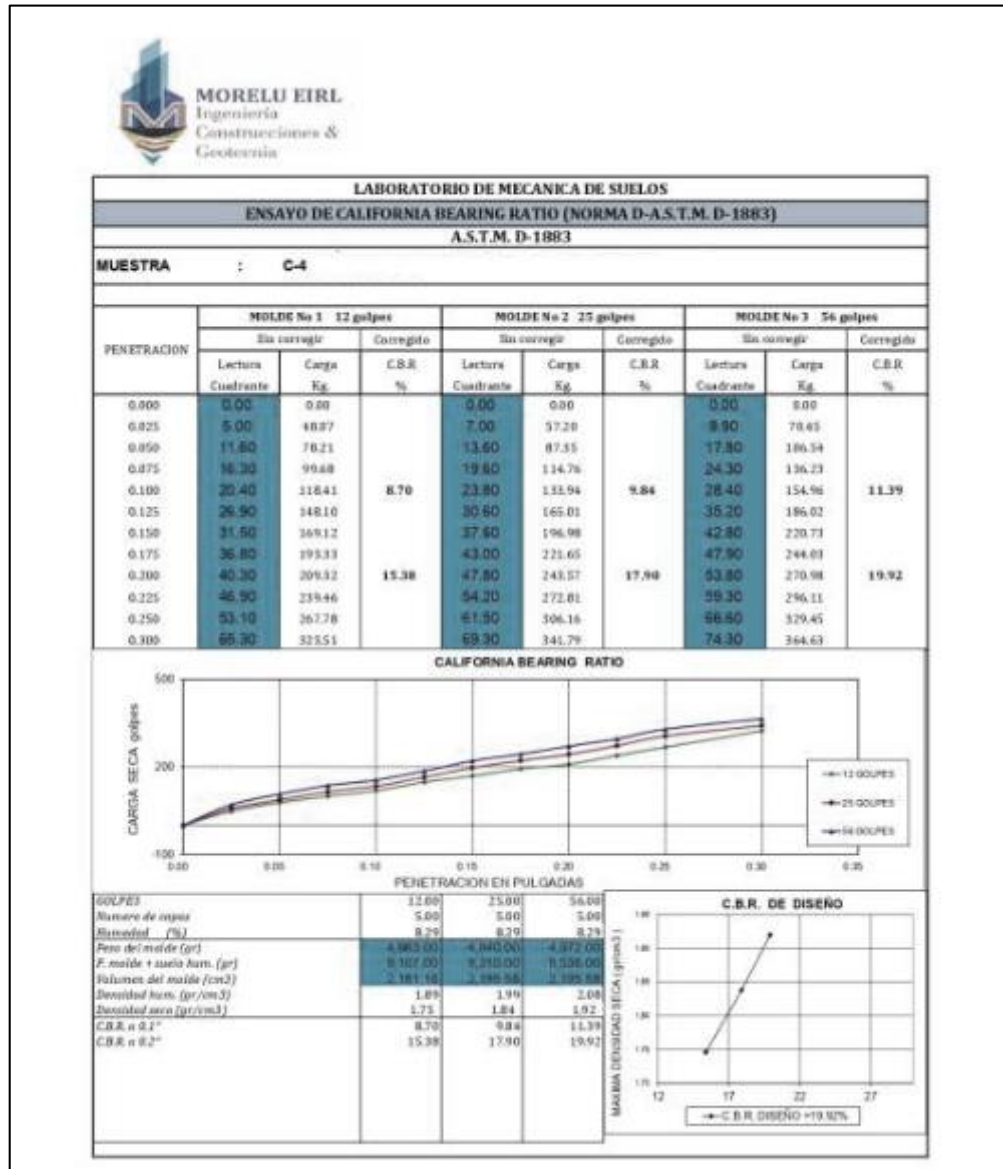 MORELU EIRL
Ingeniería
Construcciones &
Geotecnia
LABORATORIO DE MECANICA DE SUELOS
ENSAYO DE CALIFORNIA BEARING RATIO (NORMA D-A.S.T.M. D-1883)
A.S.T.M. D-1883
MUESTRA : C-4
MOLDE No 1 12 golpes MOLDE No 2 25 golpes MOLDE No 3 56 golpes
PENETRACION Sin corregir Corregido Sin corregir Corregido Sin corregir Corregido
Lectura Carga C.B.R Lectura Carga C.B.R Lectura Carga C.B.R
Cuadrante Kg. % Cuadrante Kg. % Cuadrante Kg. %
0.000 0.00 0.00 0.00 0.00 0.00 0.00
0.025 5.00 48.07 7.00 57.20 9.90 70.45
0.050 11.60 78.21 13.60 87.35 17.80 106.54
0.075 16.30 99.68 19.60 114.76 24.30 136.23
0.100 20.40 118.41 8.70 23.80 133.94 9.84 28.40 154.96 11.39
0.125 26.90 148.10 30.60 165.01 35.20 186.02
0.150 31.50 169.12 37.60 196.98 42.80 220.73
0.175 36.80 193.33 43.00 221.65 47.90 244.03
0.200 40.30 209.32 15.38 47.80 243.57 17.90 53.80 270.98 19.92
0.225 46.90 239.46 54.20 272.81 59.30 296.11
0.250 53.10 267.78 61.50 306.16 66.60 329.45
0.300 65.30 323.51 69.30 341.79 74.30 364.63
CALIFORNIA BEARING RATIO
CARGA SECA golpes
500
200
-100
0.00 0.05 0.10 0.15 0.20 0.25 0.30 0.35
PENETRACION EN PULGADAS
12 GOLPES
25 GOLPES
56 GOLPES
GOLPES 12.00 25.00 56.00
Numero de capas 5.00 5.00 5.00
Humedad (%) 8.29 8.29 8.29
Peso del molde (gr)
P. molde + suelo hum. (gr)
Volumen del molde (cm3)
Densidad hum. (gr/cm3) 1.89 1.99 2.08
Densidad seca (gr/cm3) 1.75 1.84 1.92
C.B.R. a 0.1" 8.70 9.84 11.39
C.B.R. a 0.2" 15.38 17.90 19.92
C.B.R. DE DISEÑO
MAXIMA DENSIDAD SECA (gr/cm3)
12 17 22 27
C.B.R. DISEÑO =19.92%